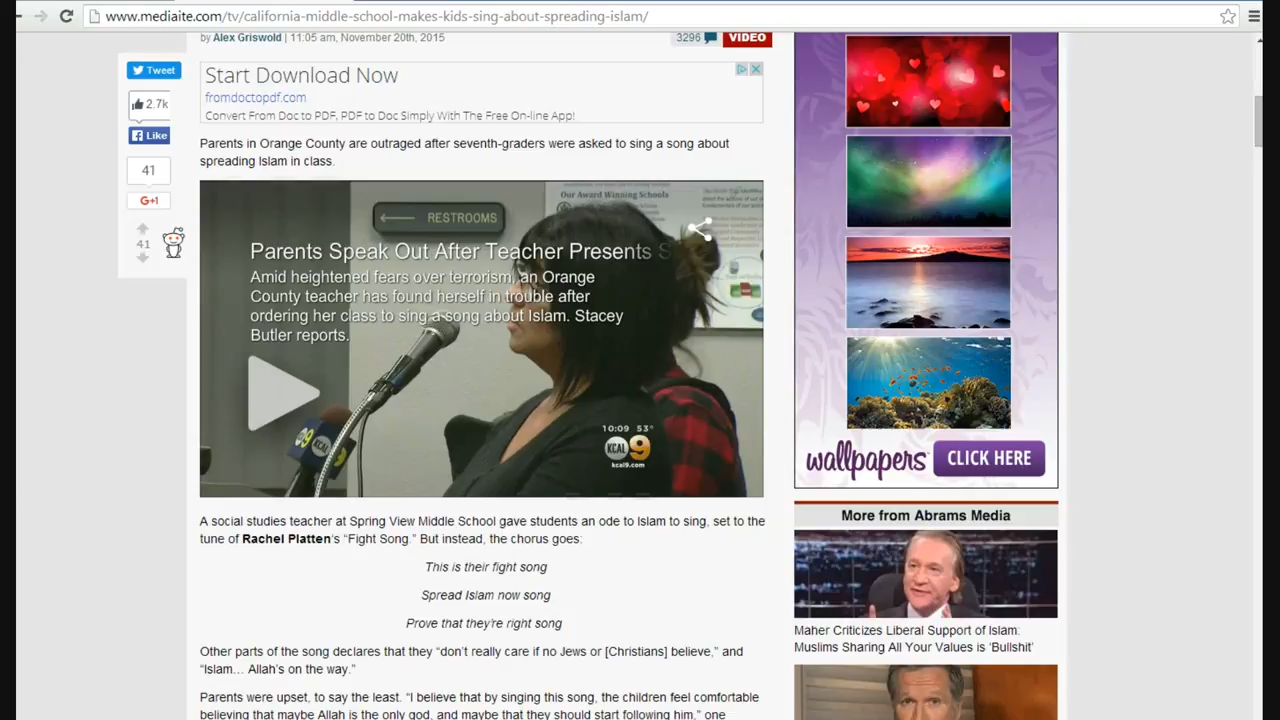 www.mediaite.com/tv/california-middle-school-makes-kids-sing-about-spreading-islam/
by Alex Griswold | 11:05 am, November 20th, 2015
3296
VIDEO
Tweet
2.7k
Like
41
G+1
41
Start Download Now
fromdoctopdf.com
Convert From Doc to PDF, PDF to Doc Simply With The Free On-line App!
Parents in Orange County are outraged after seventh-graders were asked to sing a song about
spreading Islam in class.
Our Award Winning Schools
RESTROOMS
Parents Speak Out After Teacher Presents S
Amid heightened fears over terrorism, an Orange
County teacher has found herself in trouble after
ordering her class to sing a song about Islam. Stacey
Butler reports.
10:09 53°
KCAL 9
kcal9.com
A social studies teacher at Spring View Middle School gave students an ode to Islam to sing, set to the
tune of Rachel Platten's “Fight Song.” But instead, the chorus goes:
This is their fight song
Spread Islam now song
Prove that they're right song
Other parts of the song declares that they “don't really care if no Jews or [Christians] believe,” and
“Islam… Allah's on the way.”
Parents were upset, to say the least. “I believe that by singing this song, the children feel comfortable
believing that maybe Allah is the only god, and maybe that they should start following him,” one
wallpapers
CLICK HERE
More from Abrams Media
Maher Criticizes Liberal Support of Islam:
Muslims Sharing All Your Values is 'Bullshit'